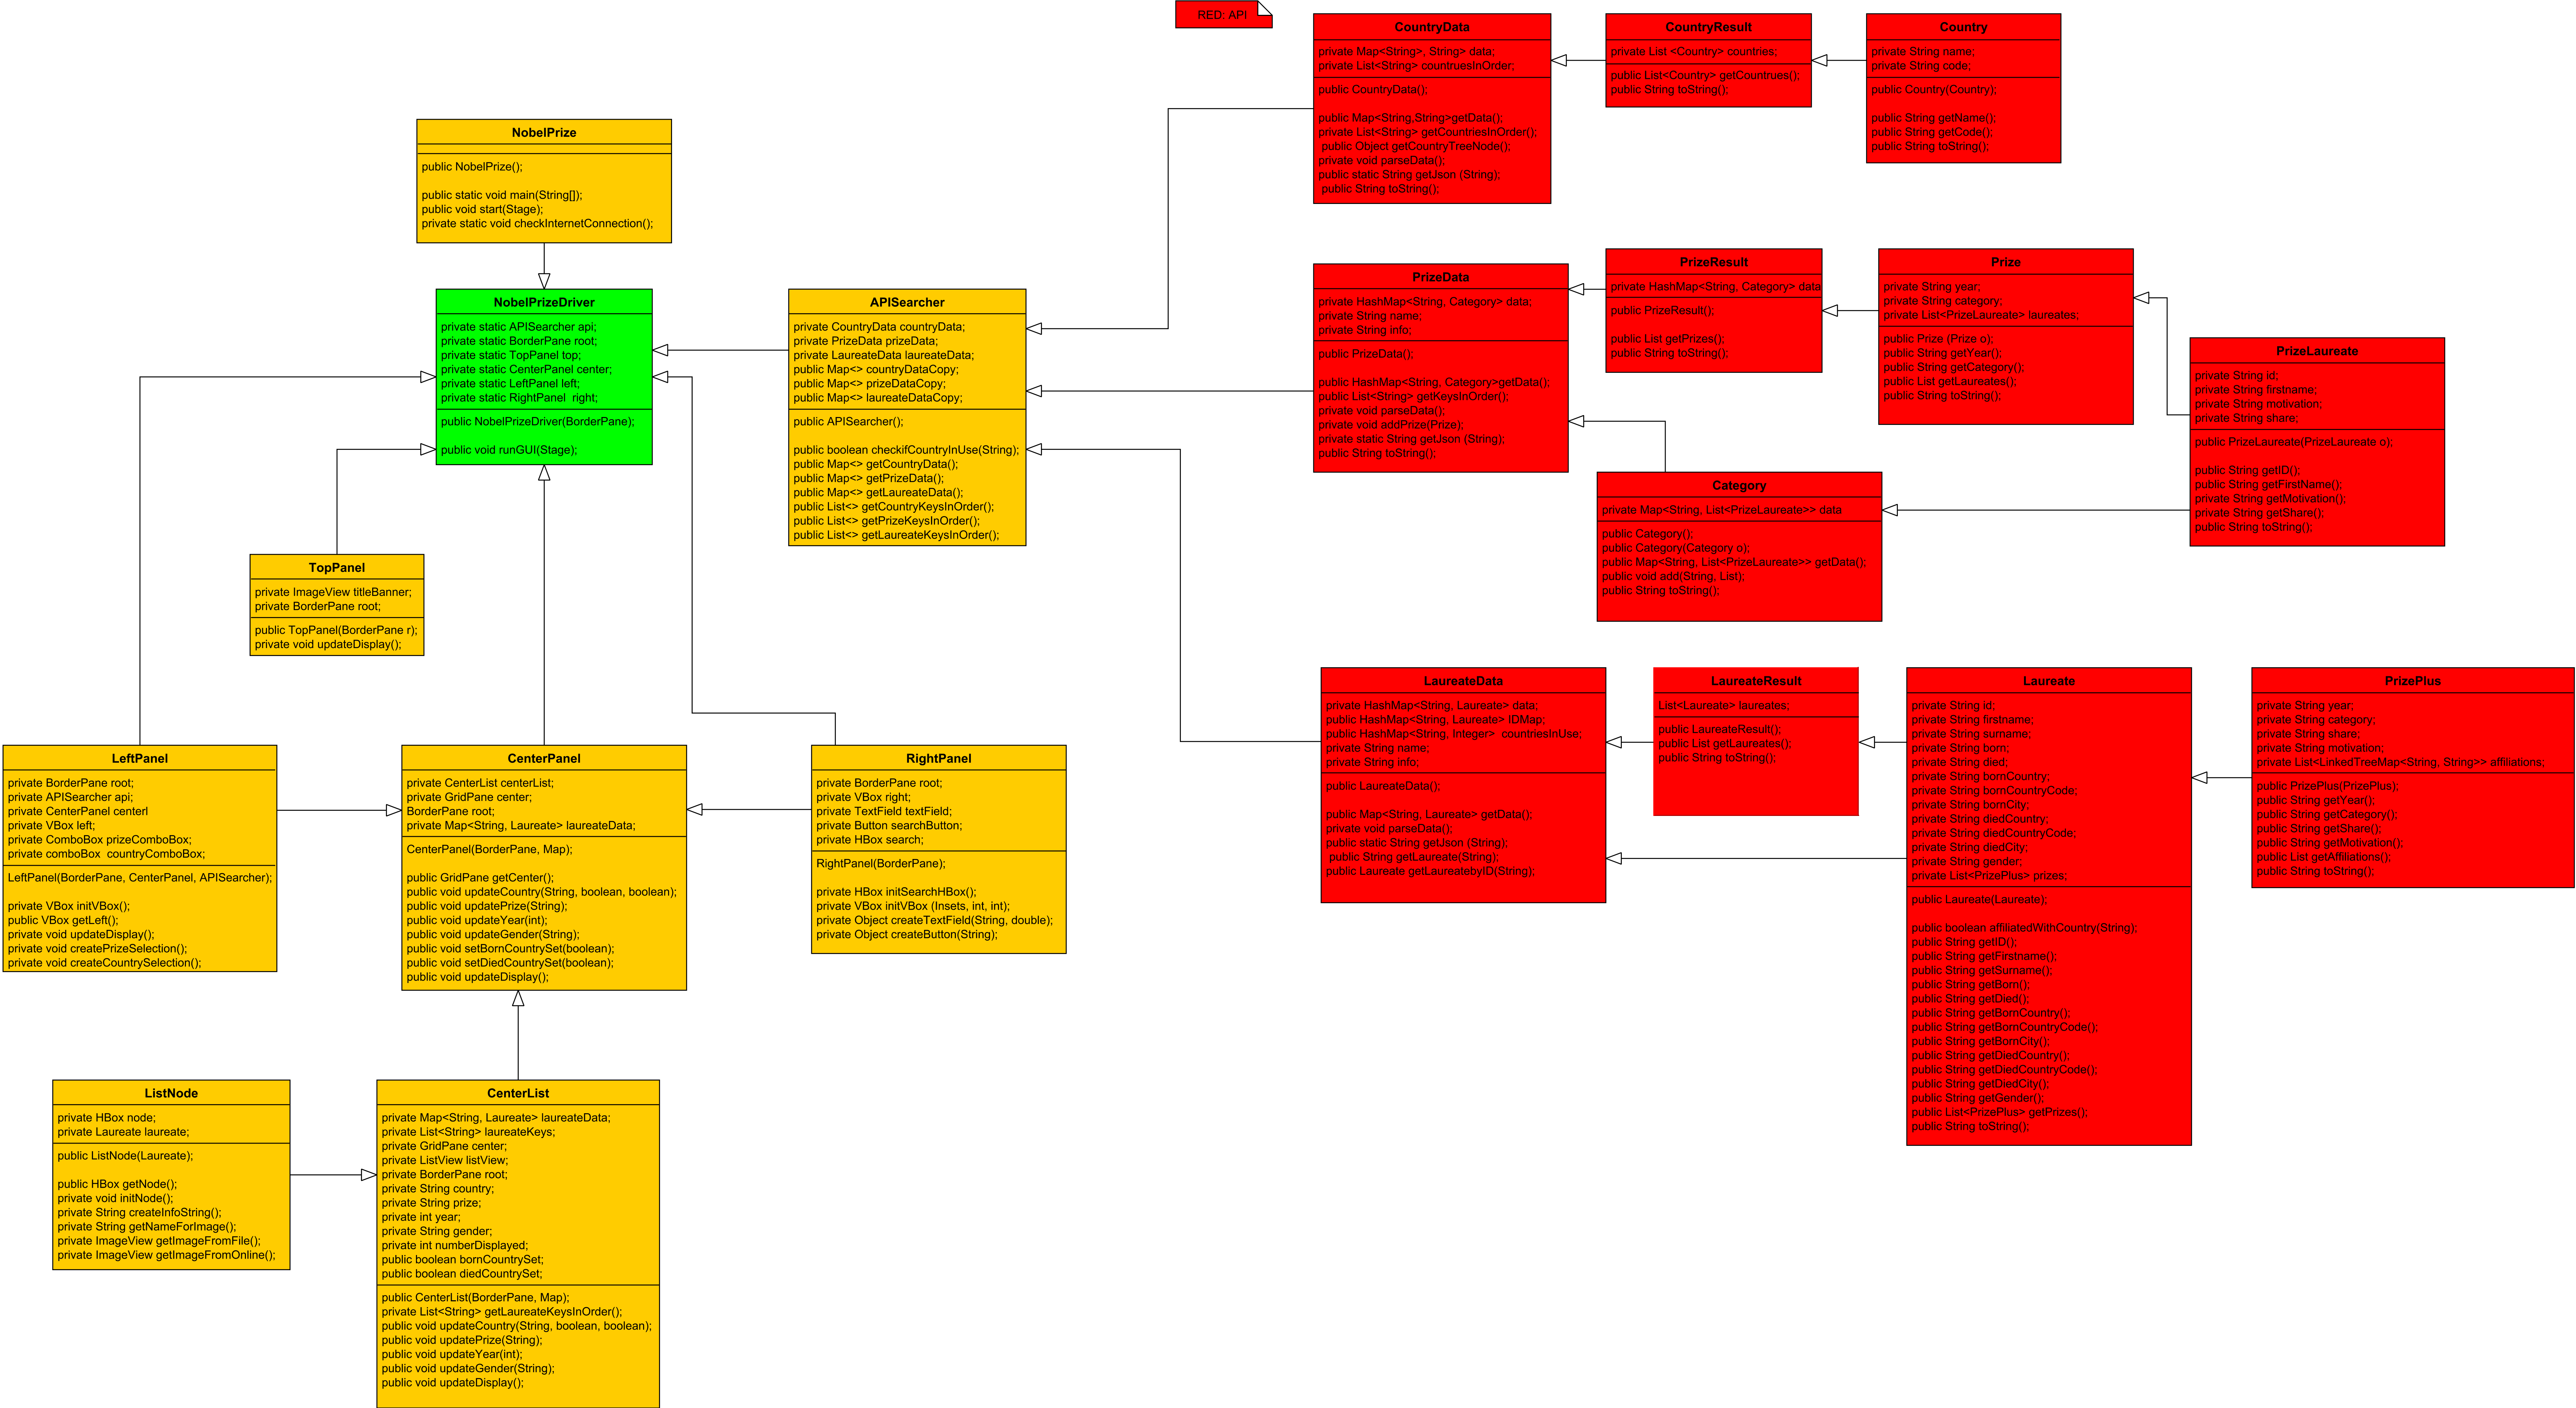 RED: API
CountryData
private Map<String>, String> data;
private List<String> countruesInOrder;
public CountryData();
public Map<String,String>getData();
private List<String> getCountriesInOrder();
public Object getCountryTreeNode();
private void parseData();
public static String getJson (String);
public String toString();
CountryResult
private List <Country> countries;
public List<Country> getCountrues();
public String toString();
Country
private String name;
private String code;
public Country(Country);
public String getName();
public String getCode();
public String toString();
NobelPrize
public NobelPrize();
public static void main(String[]);
public void start(Stage);
private static void checkInternetConnection();
NobelPrizeDriver
private static APISearcher api;
private static BorderPane root;
private static TopPanel top;
private static CenterPanel center;
private static LeftPanel left;
private static RightPanel  right;
public NobelPrizeDriver(BorderPane);
public void runGUI(Stage);
APISearcher
private CountryData countryData;
private PrizeData prizeData;
private LaureateData laureateData;
public Map<> countryDataCopy;
public Map<> prizeDataCopy;
public Map<> laureateDataCopy;
public APISearcher();
public boolean checkifCountryInUse(String);
public Map<> getCountryData();
public Map<> getPrizeData();
public Map<> getLaureateData();
public List<> getCountryKeysInOrder();
public List<> getPrizeKeysInOrder();
public List<> getLaureateKeysInOrder();
PrizeData
private HashMap<String, Category> data;
private String name;
private String info;
public PrizeData();
public HashMap<String, Category>getData();
public List<String> getKeysInOrder();
private void parseData();
private void addPrize(Prize);
private static String getJson (String);
public String toString();
PrizeResult
private HashMap<String, Category> data
public PrizeResult();
public List getPrizes();
public String toString();
Prize
private String year;
private String category;
private List<PrizeLaureate> laureates;
public Prize (Prize o);
public String getYear();
public String getCategory();
public List getLaureates();
public String toString();
PrizeLaureate
private String id;
private String firstname;
private String motivation;
private String share;
public PrizeLaureate(PrizeLaureate o);
public String getID();
public String getFirstName();
private String getMotivation();
private String getShare();
public String toString();
Category
private Map<String, List<PrizeLaureate>> data
public Category();
public Category(Category o);
public Map<String, List<PrizeLaureate>> getData();
public void add(String, List);
public String toString();
TopPanel
private ImageView titleBanner;
private BorderPane root;
public TopPanel(BorderPane r);
private void updateDisplay();
LaureateData
private HashMap<String, Laureate> data;
public HashMap<String, Laureate> IDMap;
public HashMap<String, Integer>  countriesInUse;
private String name;
private String info;
public LaureateData();
public Map<String, Laureate> getData();
private void parseData();
public static String getJson (String);
public String getLaureate(String);
public Laureate getLaureatebyID(String);
LaureateResult
List<Laureate> laureates;
public LaureateResult();
public List getLaureates();
public String toString();
Laureate
private String id;
private String firstname;
private String surname;
private String born;
private String died;
private String bornCountry;
private String bornCountryCode;
private String bornCity;
private String diedCountry;
private String diedCountryCode;
private String diedCity;
private String gender;
private List<PrizePlus> prizes;
public Laureate(Laureate);
public boolean affiliatedWithCountry(String);
public String getID();
public String getFirstname();
public String getSurname();
public String getBorn();
public String getDied();
public String getBornCountry();
public String getBornCountryCode();
public String getBornCity();
public String getDiedCountry();
public String getDiedCountryCode();
public String getDiedCity();
public String getGender();
public List<PrizePlus> getPrizes();
public String toString();
PrizePlus
private String year;
private String category;
private String share;
private String motivation;
private List<LinkedTreeMap<String, String>> affiliations;
public PrizePlus(PrizePlus);
public String getYear();
public String getCategory();
public String getShare();
public String getMotivation();
public List getAffiliations();
public String toString();
LeftPanel
private BorderPane root;
private APISearcher api;
private CenterPanel centerl
private VBox left;
private ComboBox prizeComboBox;
private comboBox  countryComboBox;
LeftPanel(BorderPane, CenterPanel, APISearcher);
private VBox initVBox();
public VBox getLeft();
private void updateDisplay();
private void createPrizeSelection();
private void createCountrySelection();
CenterPanel
private CenterList centerList;
private GridPane center;
BorderPane root;
private Map<String, Laureate> laureateData;
CenterPanel(BorderPane, Map);
public GridPane getCenter();
public void updateCountry(String, boolean, boolean);
public void updatePrize(String);
public void updateYear(int);
public void updateGender(String);
public void setBornCountrySet(boolean);
public void setDiedCountrySet(boolean);
public void updateDisplay();
RightPanel
private BorderPane root;
private VBox right;
private TextField textField;
private Button searchButton;
private HBox search;
RightPanel(BorderPane);
private HBox initSearchHBox();
private VBox initVBox (Insets, int, int);
private Object createTextField(String, double);
private Object createButton(String);
ListNode
private HBox node;
private Laureate laureate;
public ListNode(Laureate);
public HBox getNode();
private void initNode();
private String createInfoString();
private String getNameForImage();
private ImageView getImageFromFile();
private ImageView getImageFromOnline();
CenterList
private Map<String, Laureate> laureateData;
private List<String> laureateKeys;
private GridPane center;
private ListView listView;
private BorderPane root;
private String country;
private String prize;
private int year;
private String gender;
private int numberDisplayed;
public boolean bornCountrySet;
public boolean diedCountrySet;
public CenterList(BorderPane, Map);
private List<String> getLaureateKeysInOrder();
public void updateCountry(String, boolean, boolean);
public void updatePrize(String);
public void updateYear(int);
public void updateGender(String);
public void updateDisplay();